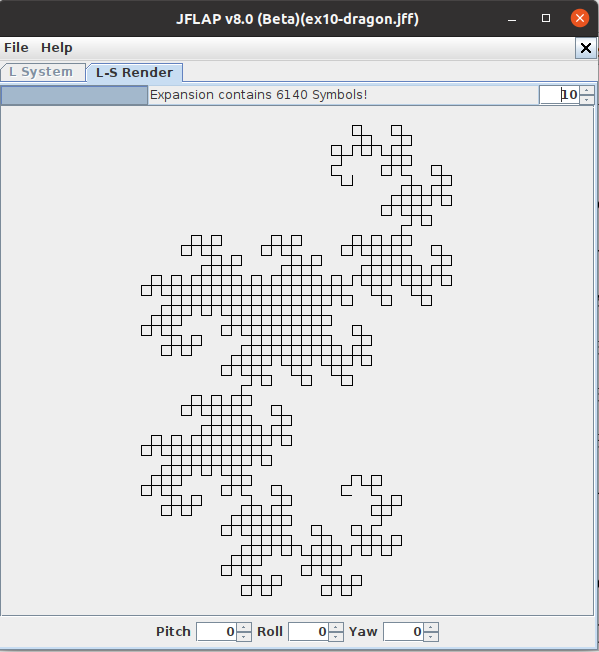 JFLAP v8.0 (Beta)(ex10-dragon.jff)
File Help
L System L-S Render
Expansion contains 6140 Symbols! 10
Pitch 0 Roll 0 Yaw 0